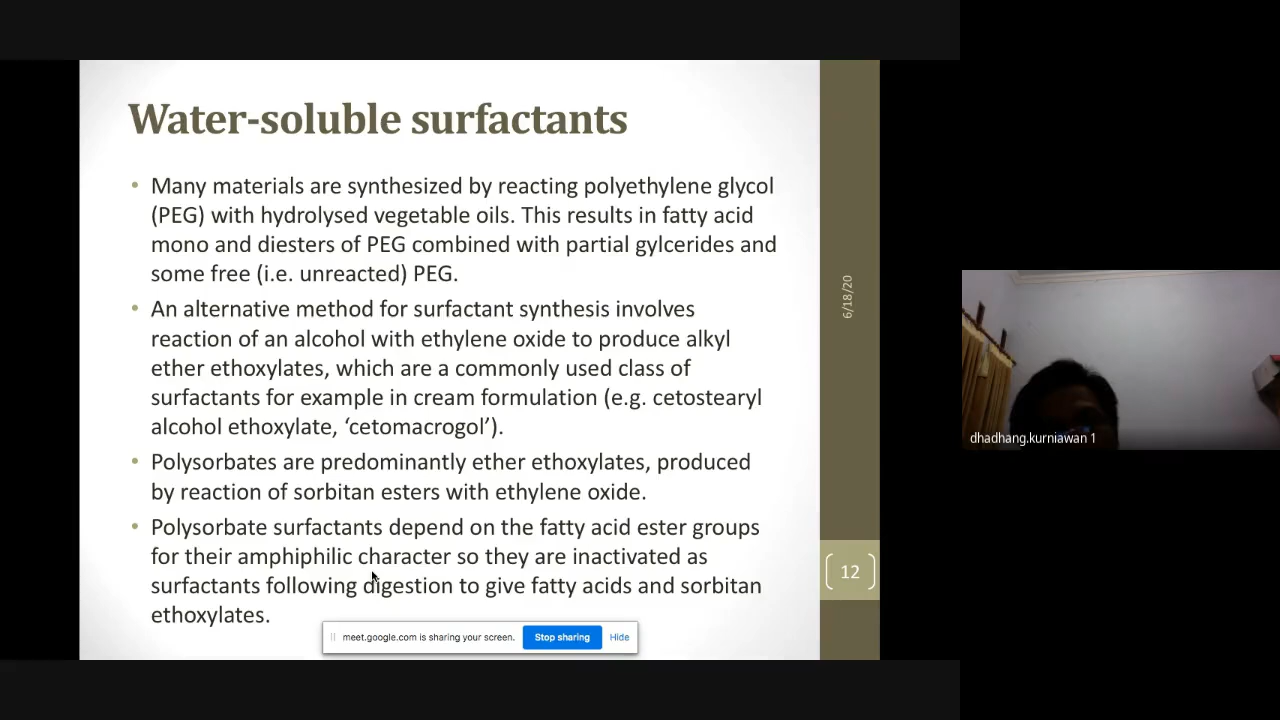 Water-soluble surfactants
• Many materials are synthesized by reacting polyethylene glycol
(PEG) with hydrolysed vegetable oils. This results in fatty acid
mono and diesters of PEG combined with partial gylcerides and
some free (i.e. unreacted) PEG.
• An alternative method for surfactant synthesis involves
reaction of an alcohol with ethylene oxide to produce alkyl
ether ethoxylates, which are a commonly used class of
surfactants for example in cream formulation (e.g. cetostearyl
alcohol ethoxylate, ‘cetomacrogol’).
• Polysorbates are predominantly ether ethoxylates, produced
by reaction of sorbitan esters with ethylene oxide.
• Polysorbate surfactants depend on the fatty acid ester groups
for their amphiphilic character so they are inactivated as
surfactants following digestion to give fatty acids and sorbitan
ethoxylates.
6/18/20
12
meet.google.com is sharing your screen. Stop sharing Hide
dhadhang.kurniawan 1